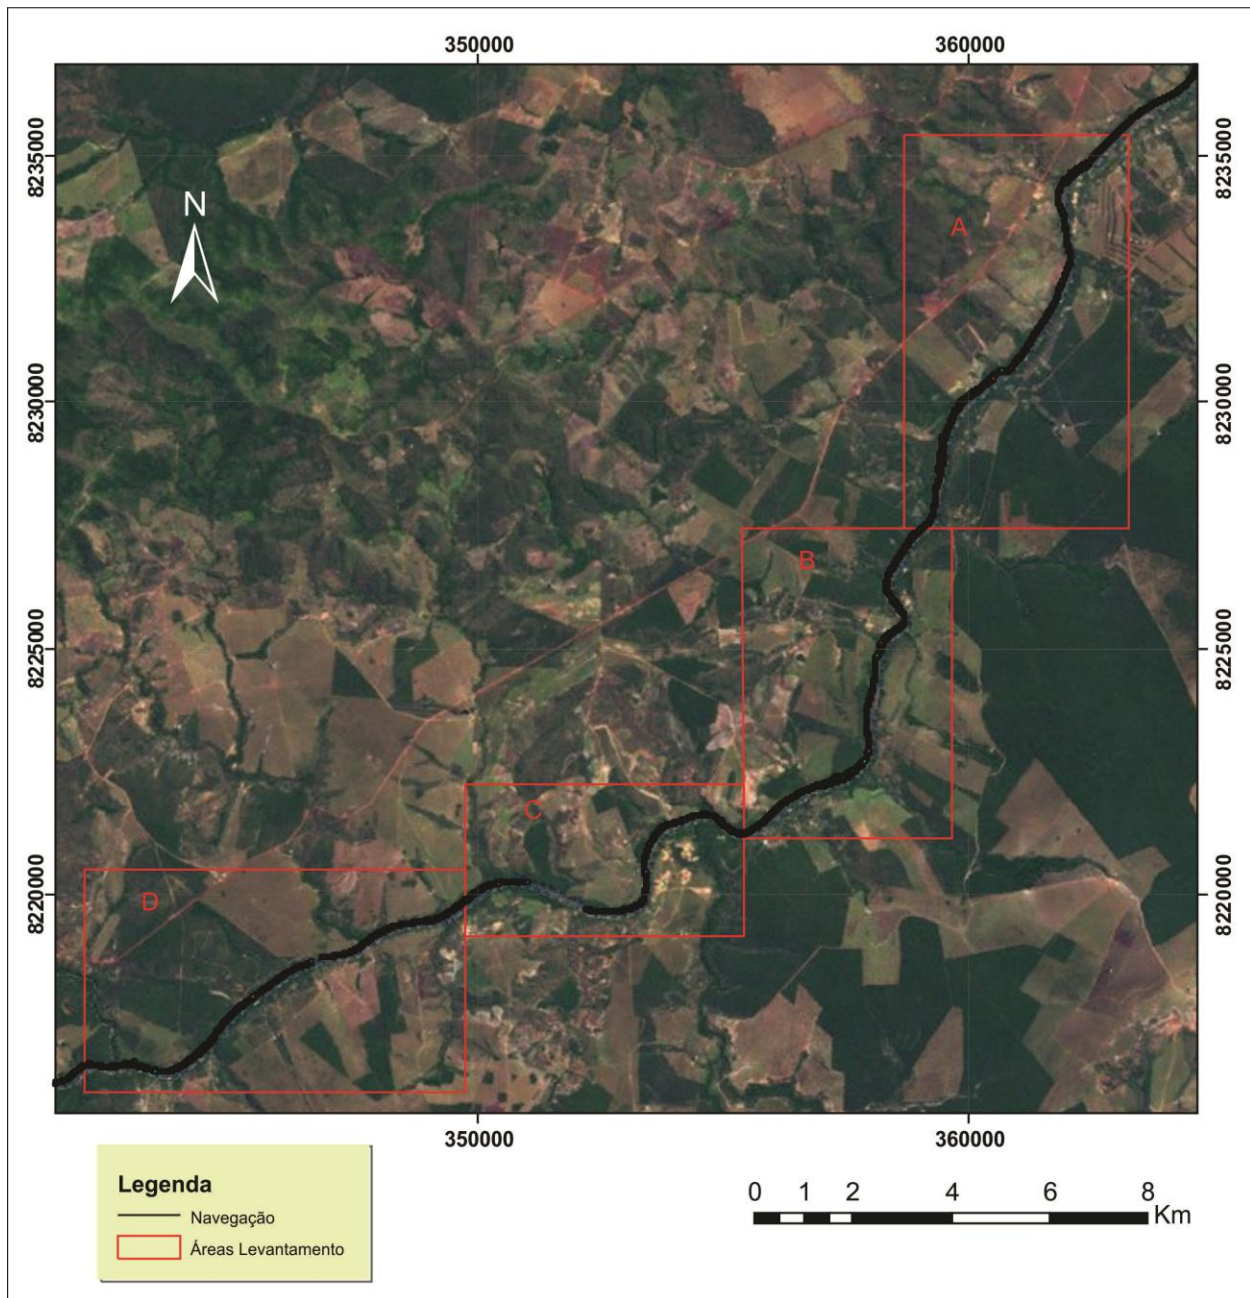 350000 360000
8235000 8235000
N
A
8230000 8230000
B
8225000 8225000
C
8220000 8220000
D
350000 360000
Legenda
Navegação
Áreas Levantamento
0 1 2 4 6 8
Km